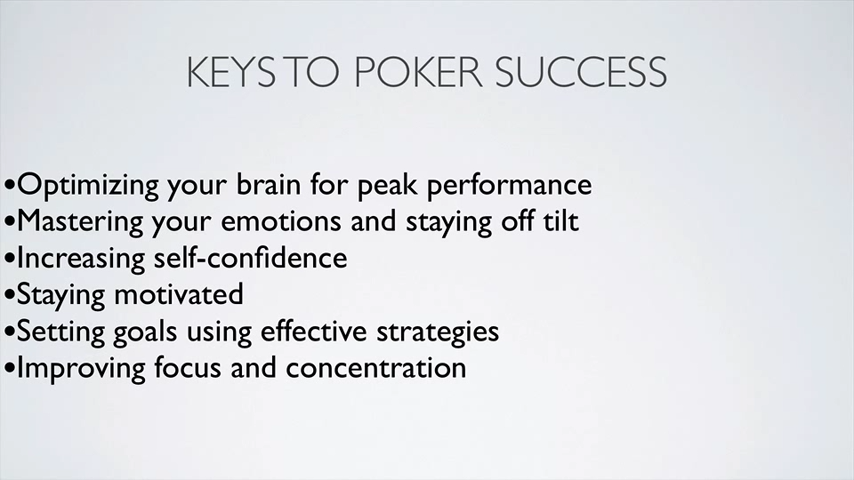 KEYS TO POKER SUCCESS
•Optimizing your brain for peak performance
•Mastering your emotions and staying off tilt
•Increasing self-confidence
•Staying motivated
•Setting goals using effective strategies
•Improving focus and concentration